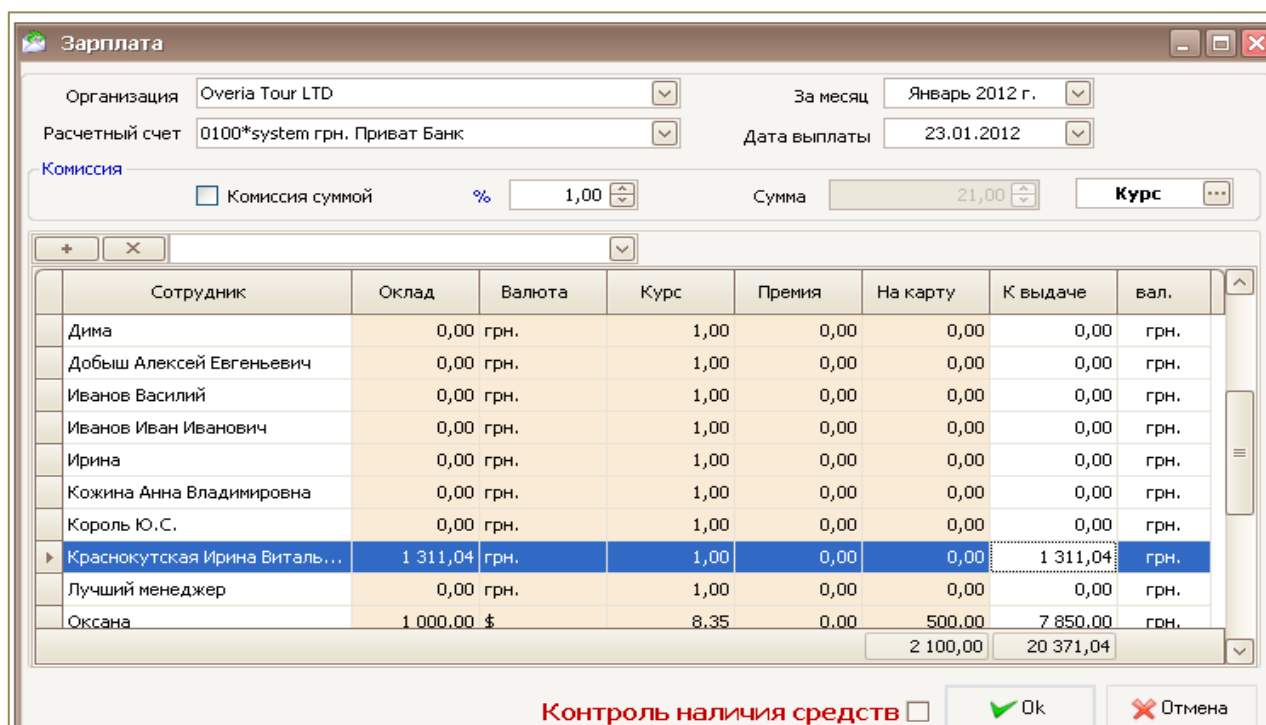 Зарплата
Организация Overia Tour LTD За месяц Январь 2012 г.
Расчетный счет 0100*system грн. Приват Банк Дата выплаты 23.01.2012
Комиссия
Комиссия суммой % 1,00 Сумма 21,00 Курс ...
Сотрудник Оклад Валюта Курс Премия На карту К выдаче вал.
Дима 0,00 грн. 1,00 0,00 0,00 0,00 грн.
Добыш Алексей Евгеньевич 0,00 грн. 1,00 0,00 0,00 0,00 грн.
Иванов Василий 0,00 грн. 1,00 0,00 0,00 0,00 грн.
Иванов Иван Иванович 0,00 грн. 1,00 0,00 0,00 0,00 грн.
Ирина 0,00 грн. 1,00 0,00 0,00 0,00 грн.
Кожина Анна Владимировна 0,00 грн. 1,00 0,00 0,00 0,00 грн.
Король Ю.С. 0,00 грн. 1,00 0,00 0,00 0,00 грн.
Краснокутская Ирина Виталь... 1 311,04 грн. 1,00 0,00 0,00 1 311,04 грн.
Лучший менеджер 0,00 грн. 1,00 0,00 0,00 0,00 грн.
Оксана 1 000,00 $ 8,35 0,00 500,00 7 850,00 грн.
2 100,00 20 371,04
Контроль наличия средств Ok Отмена